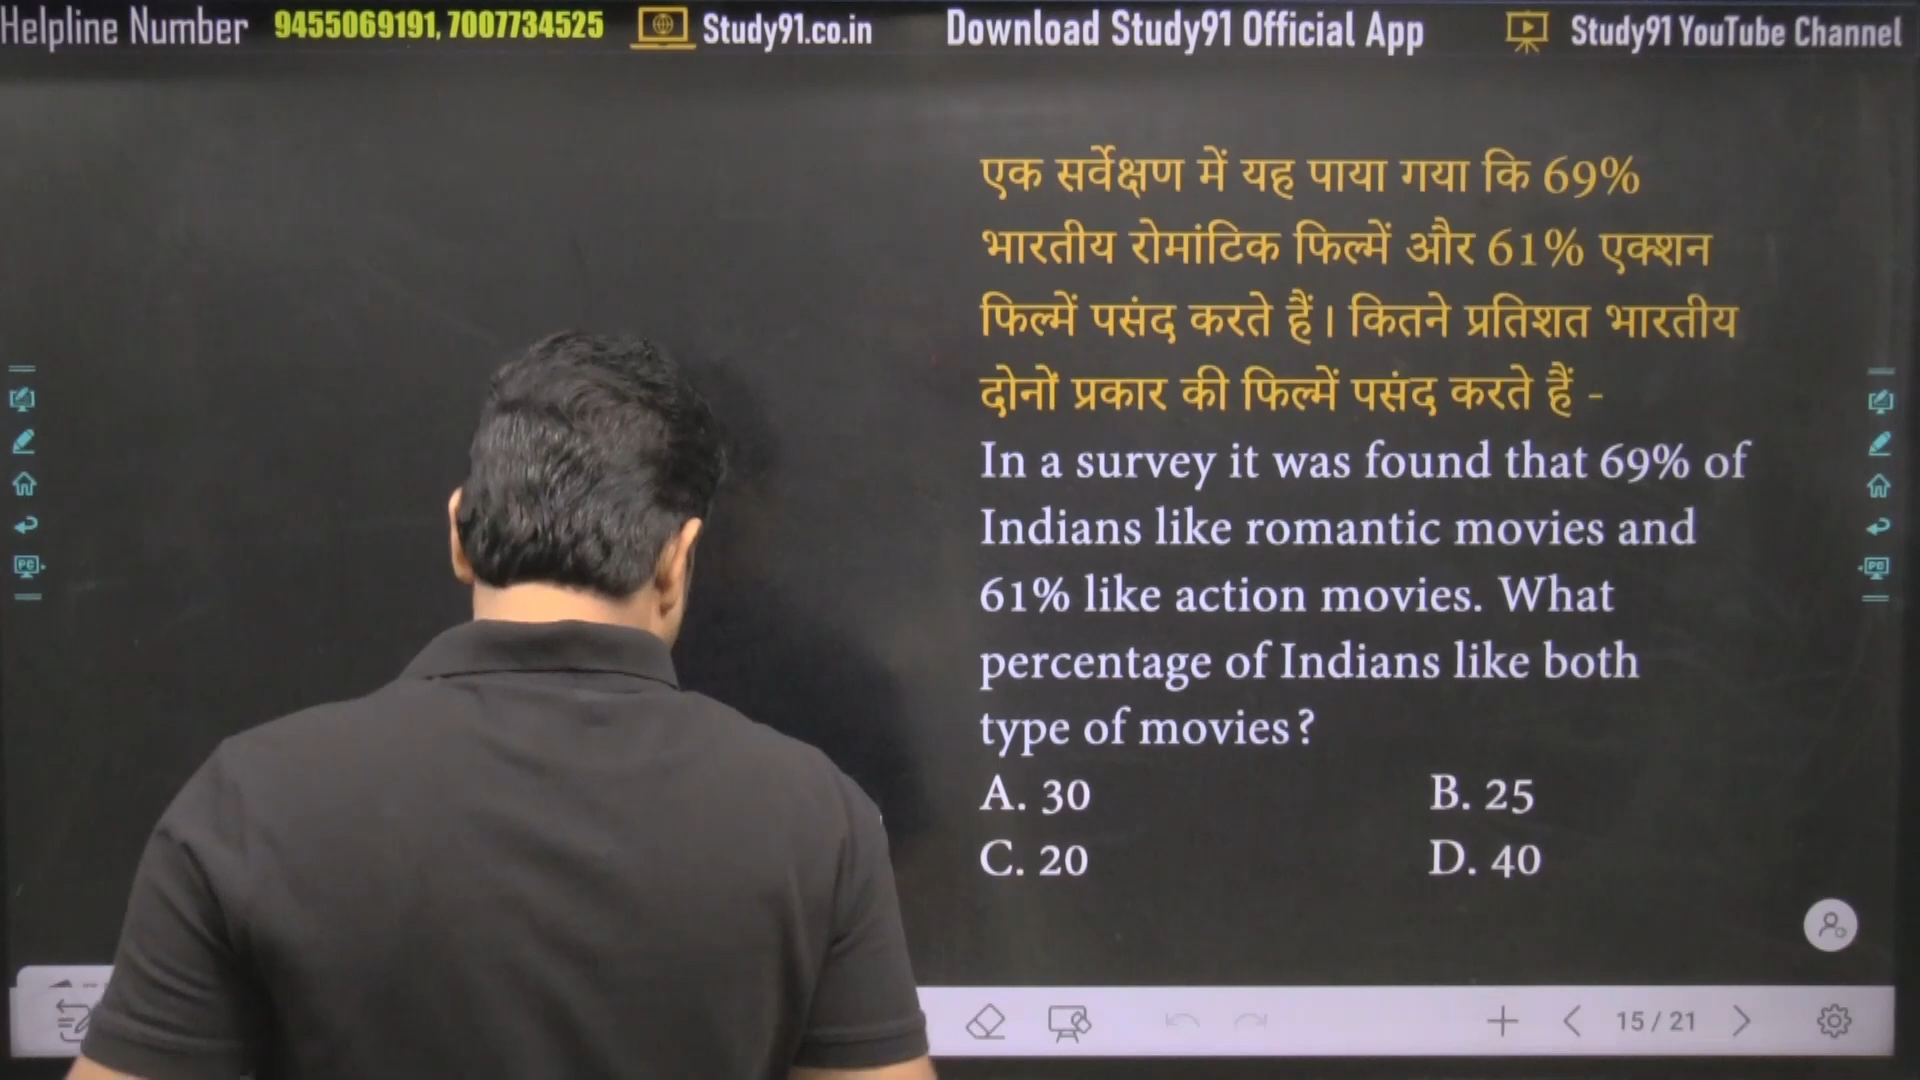 Helpline Number 9455069191, 7007734525 Study91.co.in Download Study91 Official App Study91 YouTube Channel
एक सर्वेक्षण में यह पाया गया कि 69%
भारतीय रोमांटिक फिल्में और 61% एक्शन
फिल्में पसंद करते हैं। कितने प्रतिशत भारतीय
दोनों प्रकार की फिल्में पसंद करते हैं -
In a survey it was found that 69% of
Indians like romantic movies and
61% like action movies. What
percentage of Indians like both
type of movies?
A. 30 B. 25
C. 20 D. 40
PC PC
15 / 21